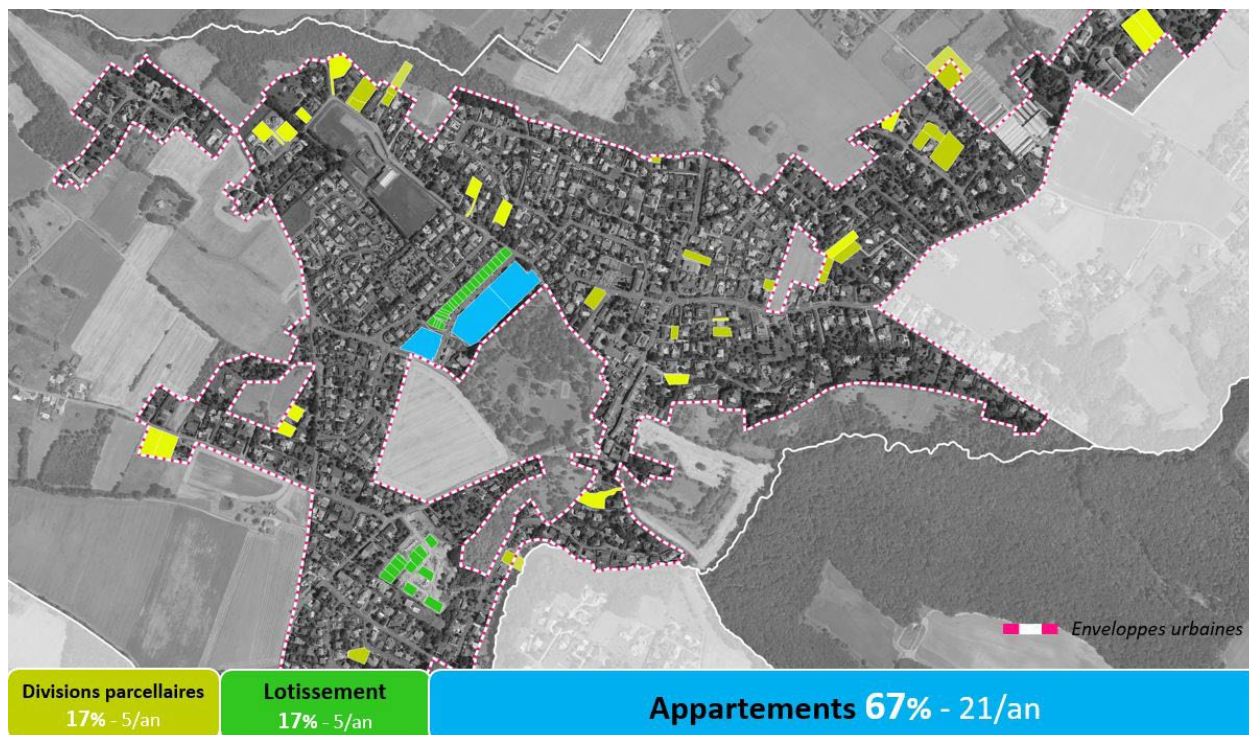 Enveloppes urbaines
Divisions parcellaires
17% - 5/an
Lotissement
17% - 5/an
Appartements 67% - 21/an